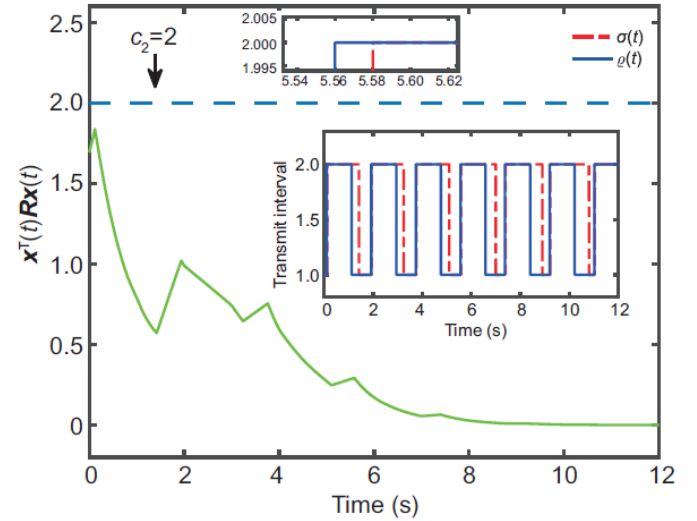 2.5
2.0
1.5
1.0
0.5
0
xᵀ(t)Rx(t)
0 2 4 6 8 10 12
Time (s)
c₂=2
2.005
2.000
1.995
5.54 5.56 5.58 5.60 5.62
σ(t)
ϱ(t)
2.0
1.5
1.0
Transmit interval
0 2 4 6 8 10 12
Time (s)